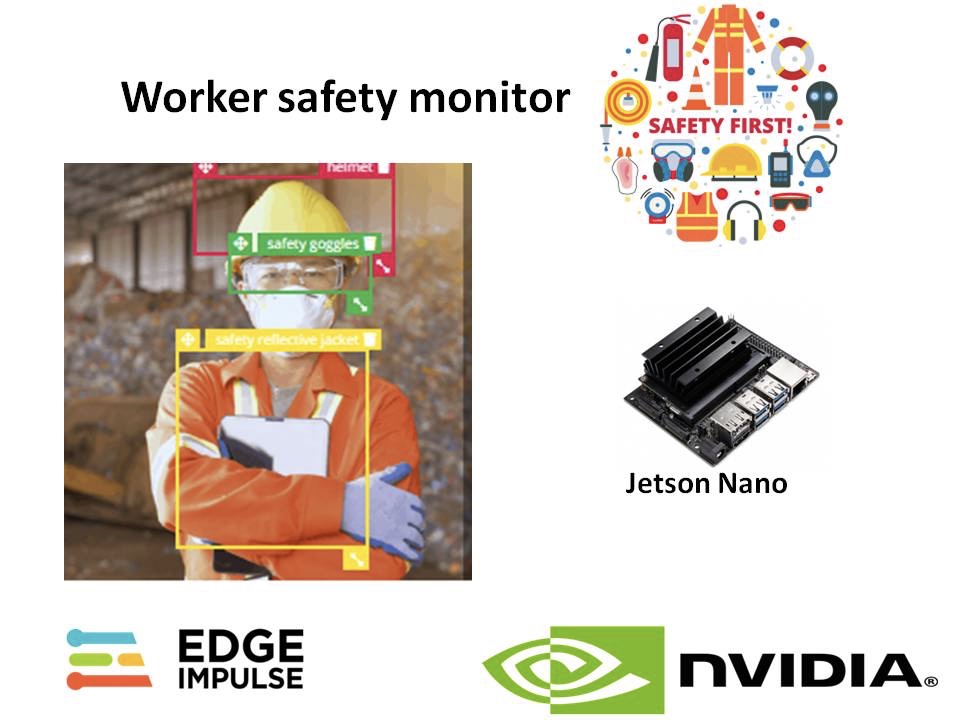 Worker safety monitor
SAFETY FIRST!
helmet
safety goggles
safety reflective jacket
Jetson Nano
EDGE
IMPULSE
NVIDIA®